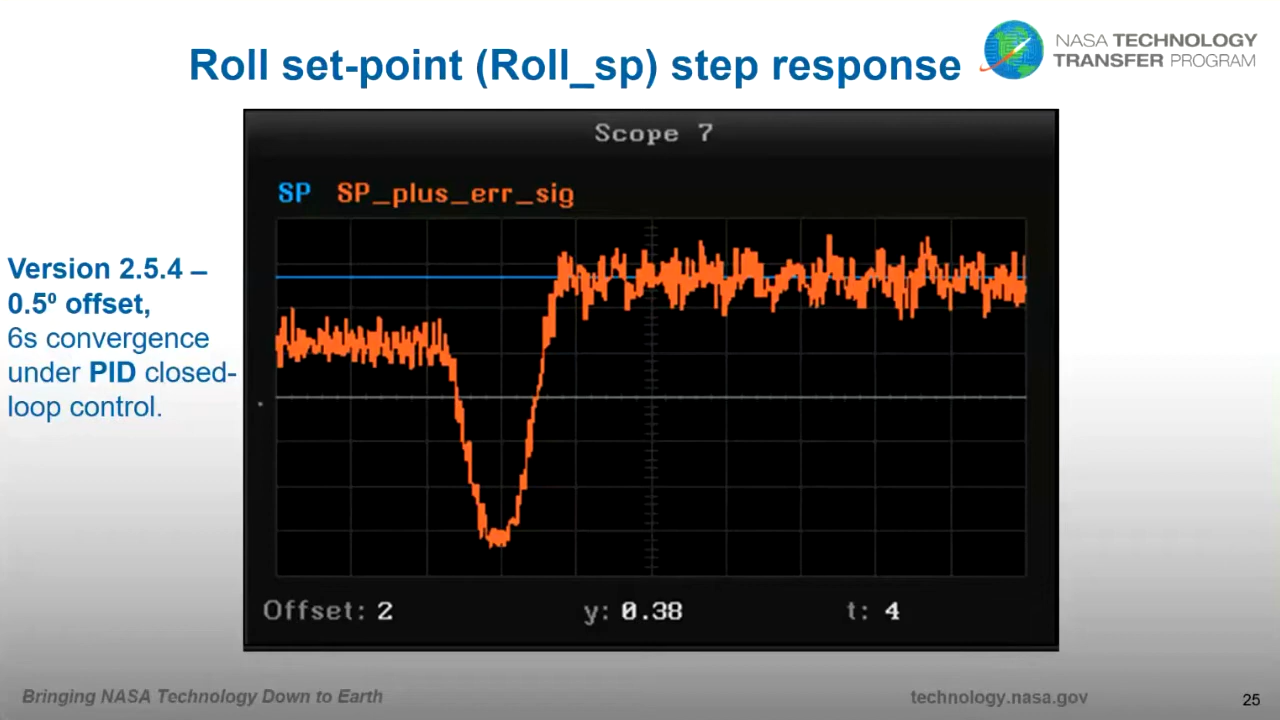 Roll set-point (Roll_sp) step response
NASA TECHNOLOGY
TRANSFER PROGRAM
Scope 7
SP SP_plus_err_sig
Version 2.5.4 –
0.5⁰ offset,
6s convergence
under PID closed-
loop control.
Offset: 2 y: 0.38 t: 4
Bringing NASA Technology Down to Earth
technology.nasa.gov
25